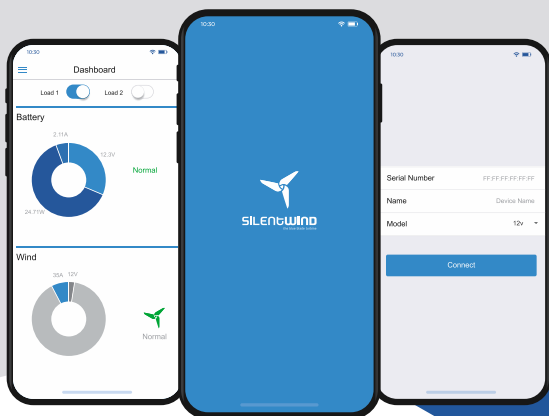 10:30
Dashboard
Load 1 Load 2
Battery
2.11A
12.3V
Normal
24.71W
Wind
35A 12V
Normal
10:30
SILENTWIND
10:30
Serial Number FF:FF:FF:FF:FF:FF
Name Device Name
Model 12v
Connect